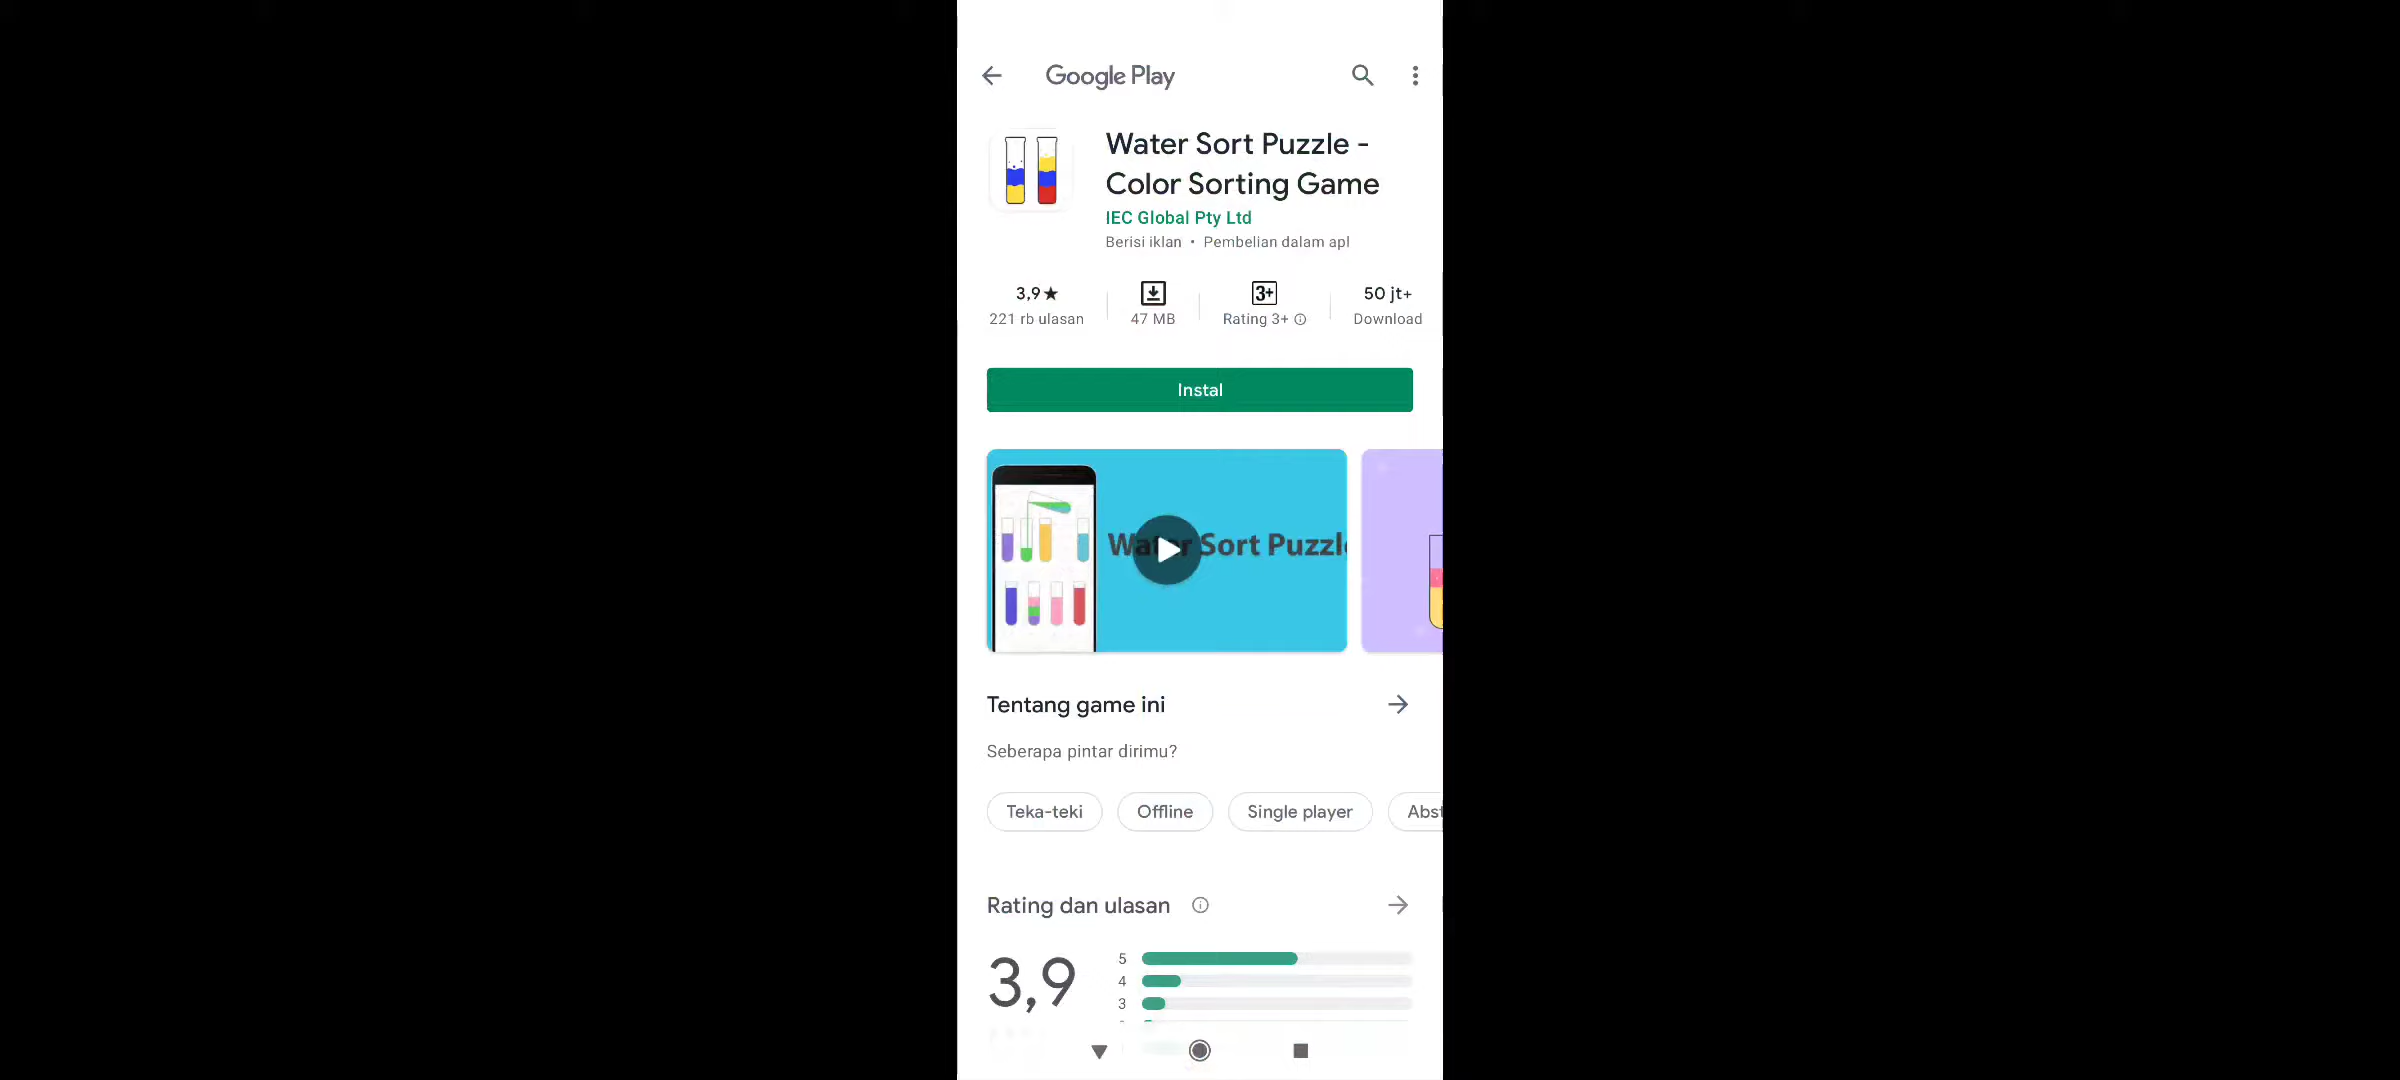 Google Play
Water Sort Puzzle -
Color Sorting Game
IEC Global Pty Ltd
Berisi iklan • Pembelian dalam apl
3,9★
221 rb ulasan
47 MB
3+
Rating 3+
50 jt+
Download
Instal
Water Sort Puzzle
Tentang game ini
Seberapa pintar dirimu?
Teka-teki
Offline
Single player
Abst
Rating dan ulasan
3,9
5
4
3